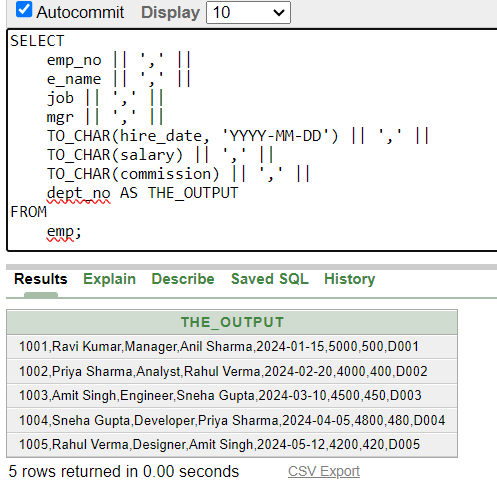 Autocommit Display 10
SELECT
emp_no || ',' ||
e_name || ',' ||
job || ',' ||
mgr || ',' ||
TO_CHAR(hire_date, 'YYYY-MM-DD') || ',' ||
TO_CHAR(salary) || ',' ||
TO_CHAR(commission) || ',' ||
dept_no AS THE_OUTPUT
FROM
emp;
Results Explain Describe Saved SQL History
THE_OUTPUT
1001,Ravi Kumar,Manager,Anil Sharma,2024-01-15,5000,500,D001
1002,Priya Sharma,Analyst,Rahul Verma,2024-02-20,4000,400,D002
1003,Amit Singh,Engineer,Sneha Gupta,2024-03-10,4500,450,D003
1004,Sneha Gupta,Developer,Priya Sharma,2024-04-05,4800,480,D004
1005,Rahul Verma,Designer,Amit Singh,2024-05-12,4200,420,D005
5 rows returned in 0.00 seconds CSV Export